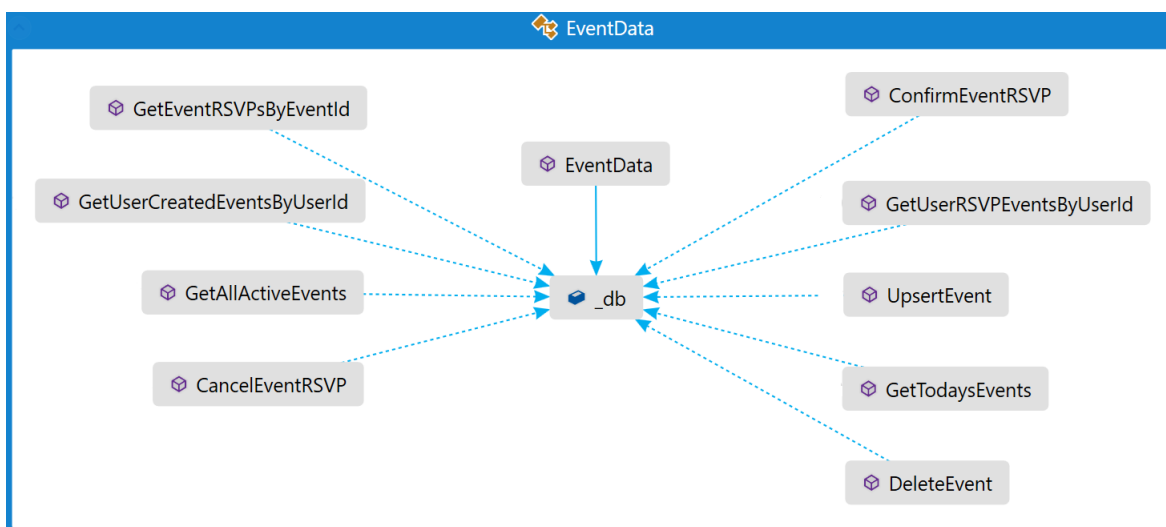 EventData
GetEventRSVPsByEventId
ConfirmEventRSVP
EventData
GetUserCreatedEventsByUserId
GetUserRSVPEventsByUserId
GetAllActiveEvents
_db
UpsertEvent
CancelEventRSVP
GetTodaysEvents
DeleteEvent